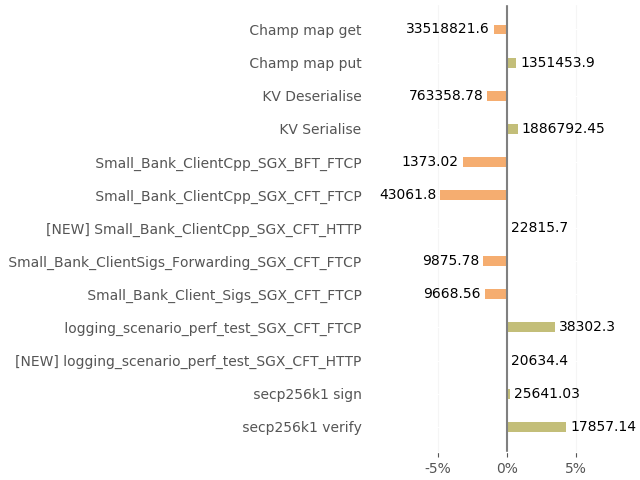 Champ map get 33518821.6
Champ map put 1351453.9
KV Deserialise 763358.78
KV Serialise 1886792.45
Small_Bank_ClientCpp_SGX_BFT_FTCP 1373.02
Small_Bank_ClientCpp_SGX_CFT_FTCP 43061.8
[NEW] Small_Bank_ClientCpp_SGX_CFT_HTTP 22815.7
Small_Bank_ClientSigs_Forwarding_SGX_CFT_FTCP 9875.78
Small_Bank_Client_Sigs_SGX_CFT_FTCP 9668.56
logging_scenario_perf_test_SGX_CFT_FTCP 38302.3
[NEW] logging_scenario_perf_test_SGX_CFT_HTTP 20634.4
secp256k1 sign 25641.03
secp256k1 verify 17857.14
-5% 0% 5%